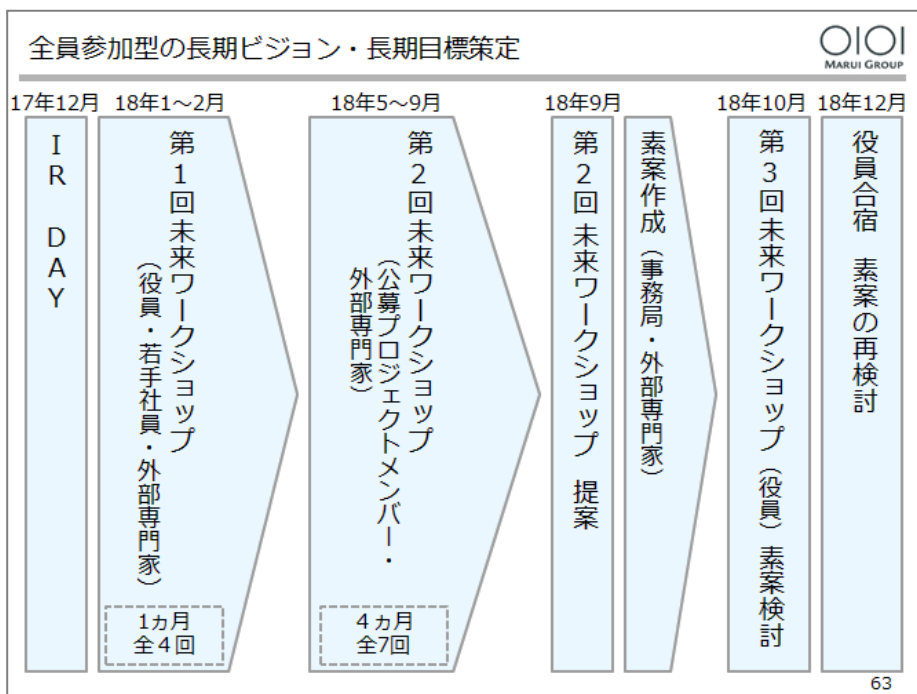 全員参加型の長期ビジョン・長期目標策定
OIOI
MARUI GROUP
17年12月
18年1～2月
18年5～9月
18年9月
18年10月
18年12月
IR DAY
第1回未来ワークショップ
（役員・若手社員・外部専門家）
1ヵ月
全4回
第2回未来ワークショップ
（公募プロジェクトメンバー・
外部専門家）
4ヵ月
全7回
第2回未来ワークショップ 提案
素案作成（事務局・外部専門家）
第3回未来ワークショップ（役員）素案検討
役員合宿 素案の再検討
63